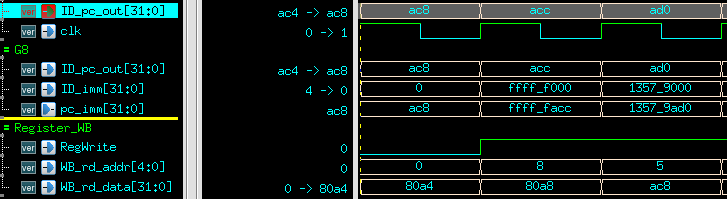 ver ID_pc_out[31:0] ac4 -> ac8 ac8 acc ad0
ver clk 0 -> 1
= G8
ver ID_pc_out[31:0] ac4 -> ac8 ac8 acc ad0
ver ID_imm[31:0] 4 -> 0 0 ffff_f000 1357_9000
ver pc_imm[31:0] ac8 ac8 ffff_facc 1357_9ad0
= Register_WB
ver RegWrite 0
ver WB_rd_addr[4:0] 0 0 8 5
ver WB_rd_data[31:0] 0 -> 80a4 80a4 80a8 ac8